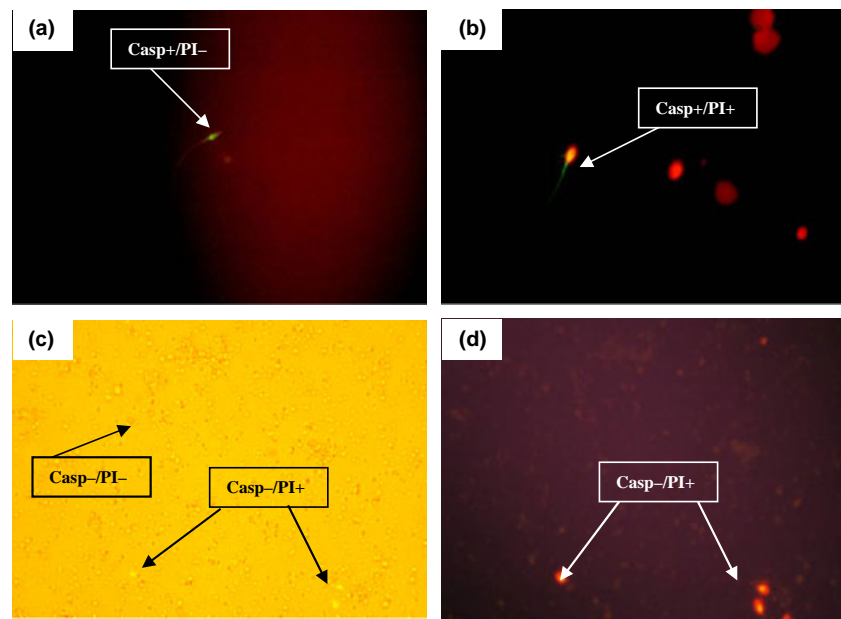 (a)
Casp+/PI–
(b)
Casp+/PI+
(c)
Casp–/PI–
Casp–/PI+
(d)
Casp–/PI+